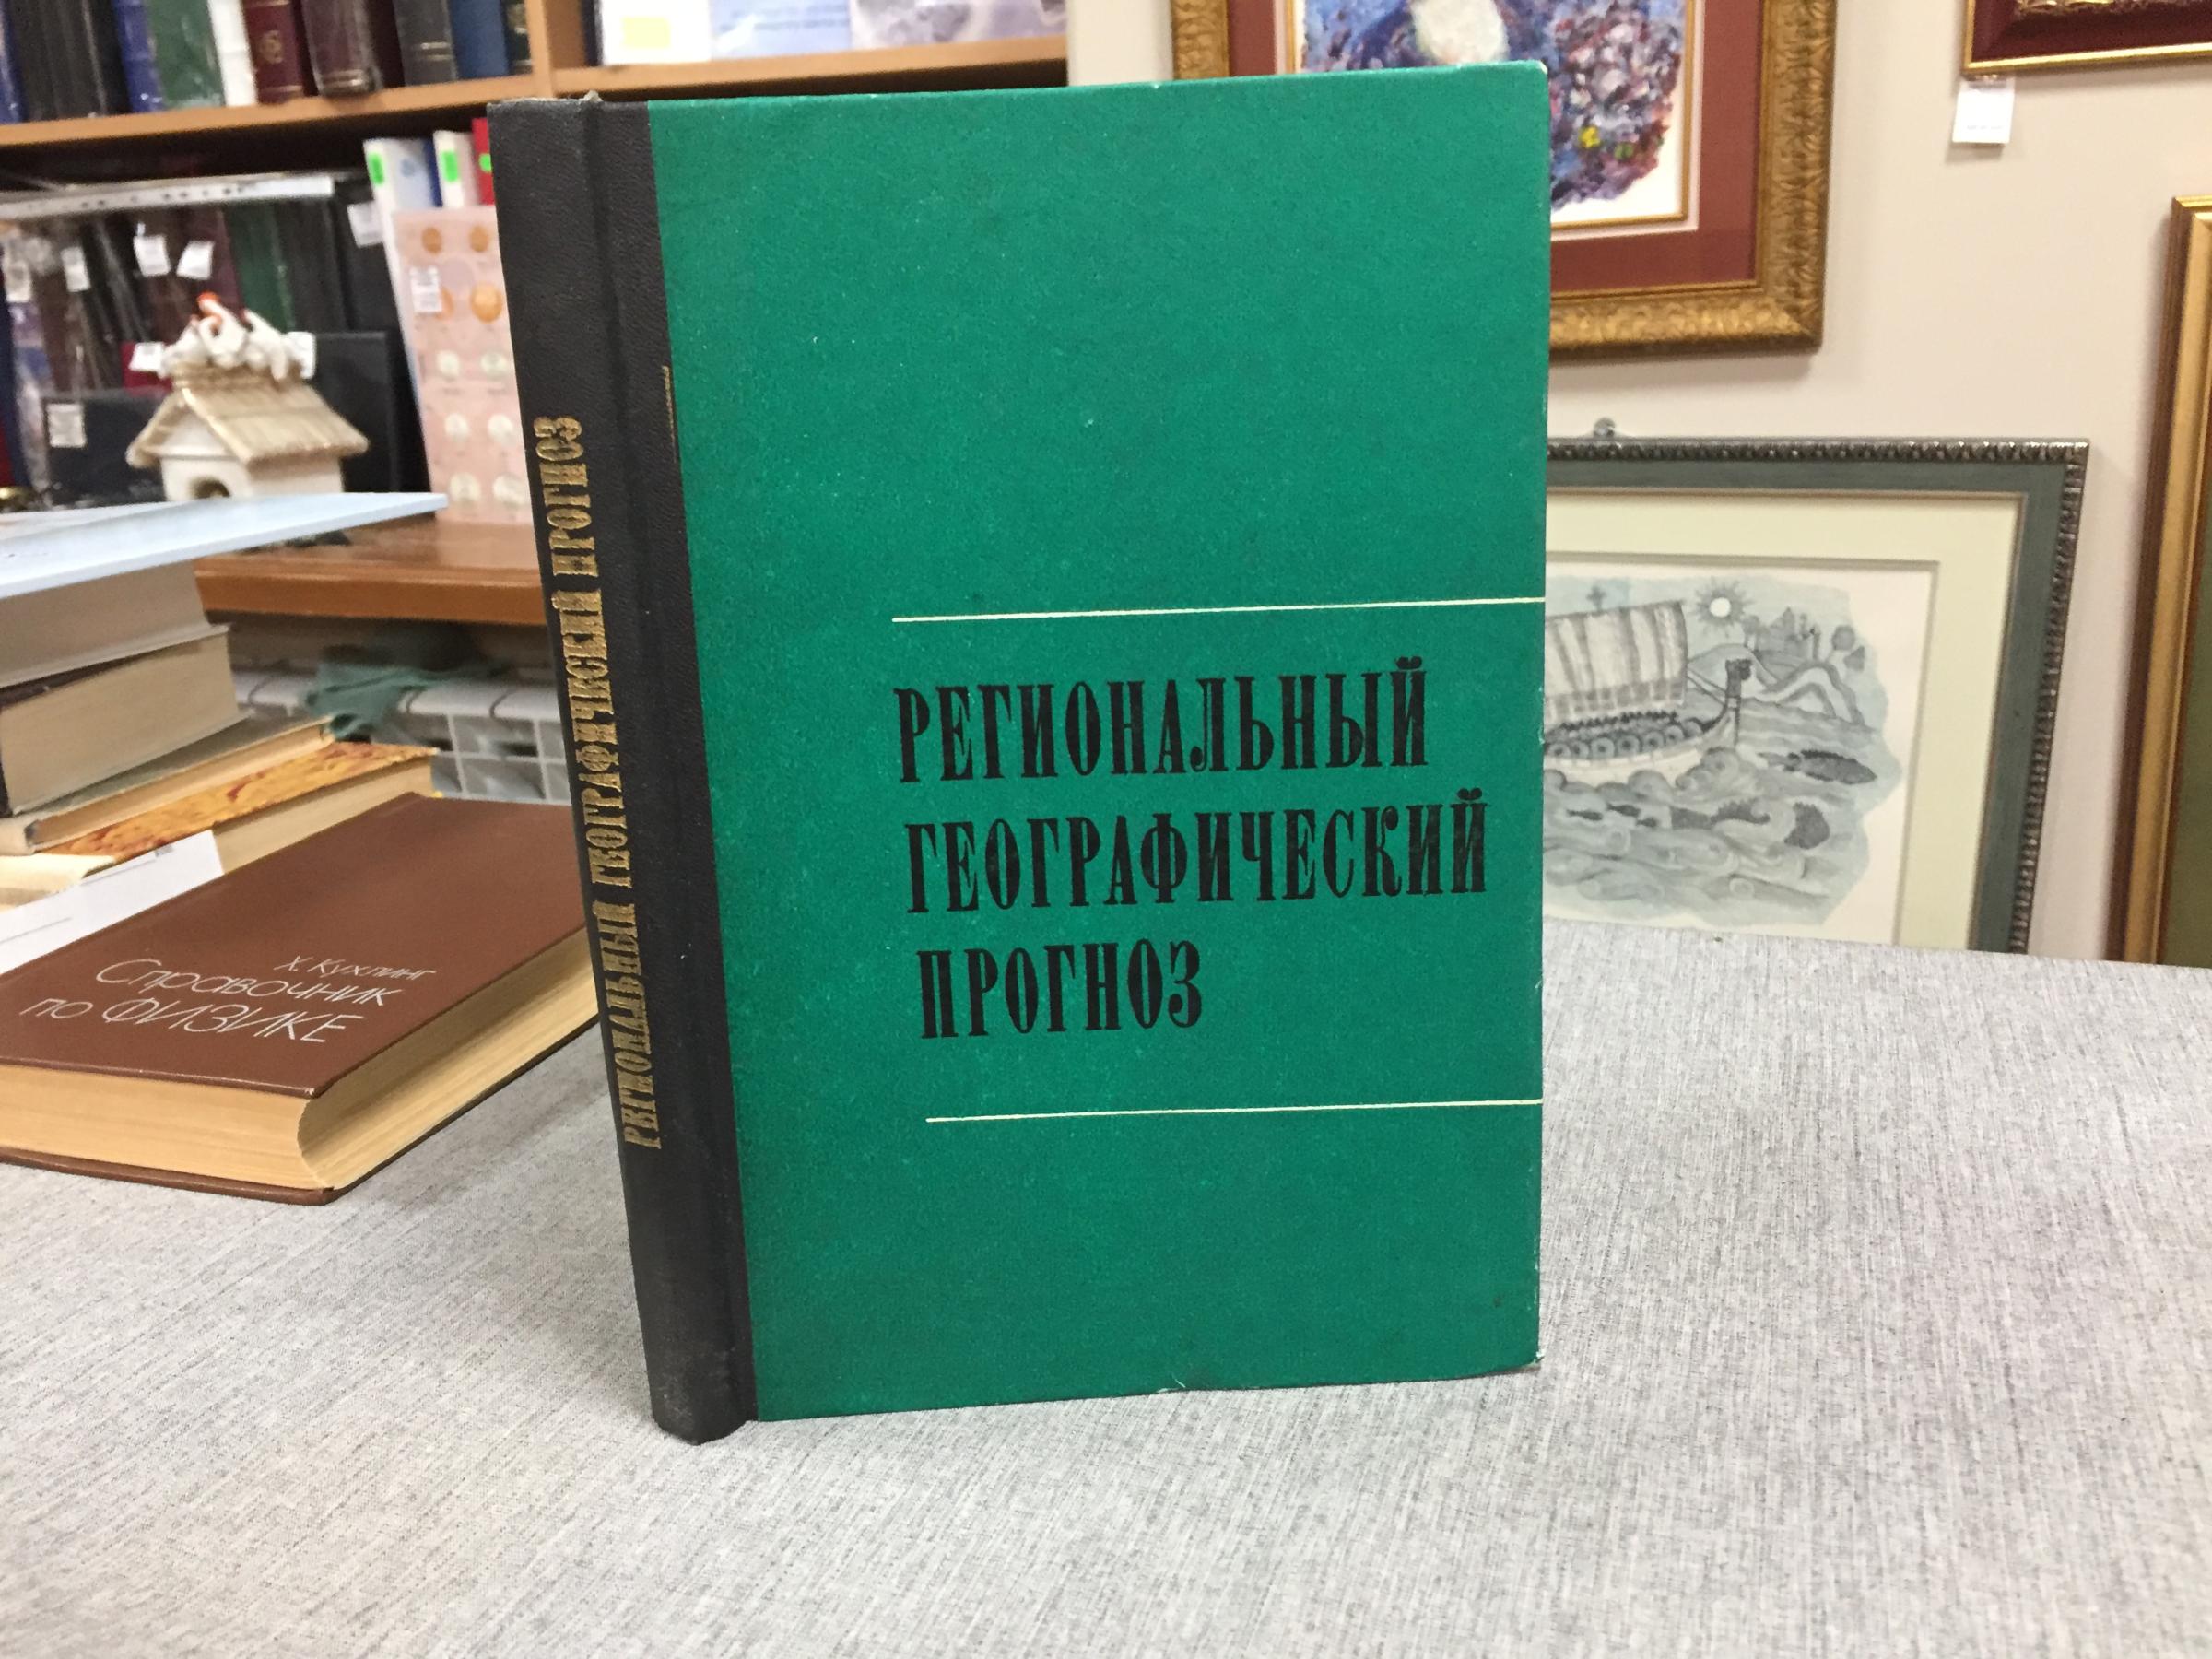 РЕГИОНАЛЬНЫЙ
ГЕОГРАФИЧЕСКИЙ
ПРОГНОЗ
РЕГИОНАЛЬНЫЙ ГЕОГРАФИЧЕСКИЙ ПРОГНОЗ
Х. Кухлинг
Справочник
по ФИЗИКЕ